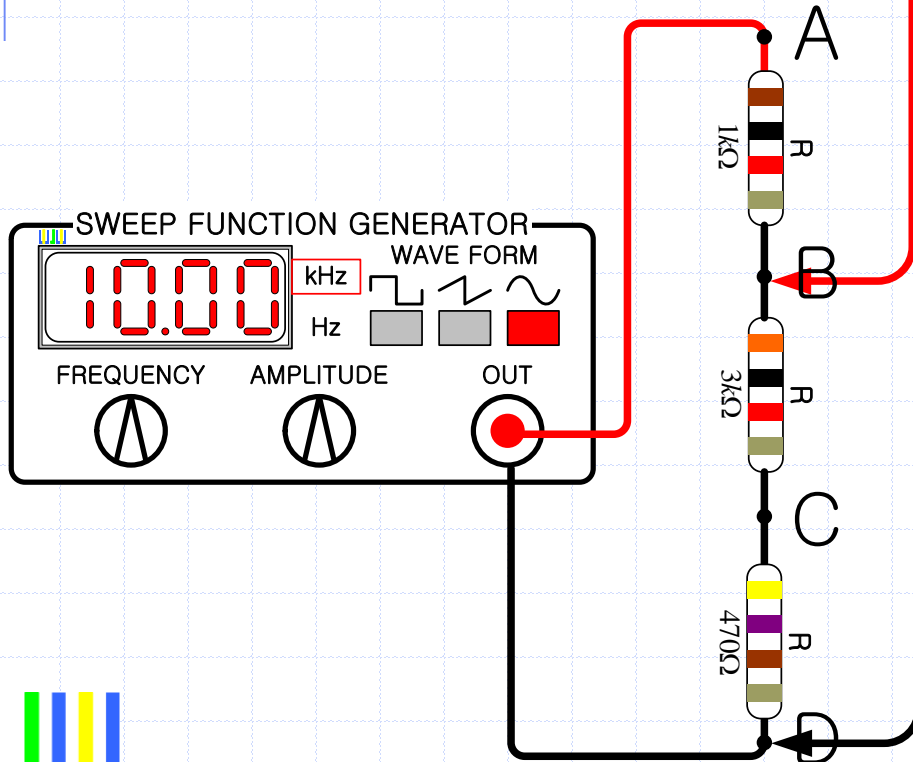 A
1kΩ
R
SWEEP FUNCTION GENERATOR
WAVE FORM
10.00
kHz
Hz
B
FREQUENCY
AMPLITUDE
OUT
3kΩ
R
C
470Ω
R
D